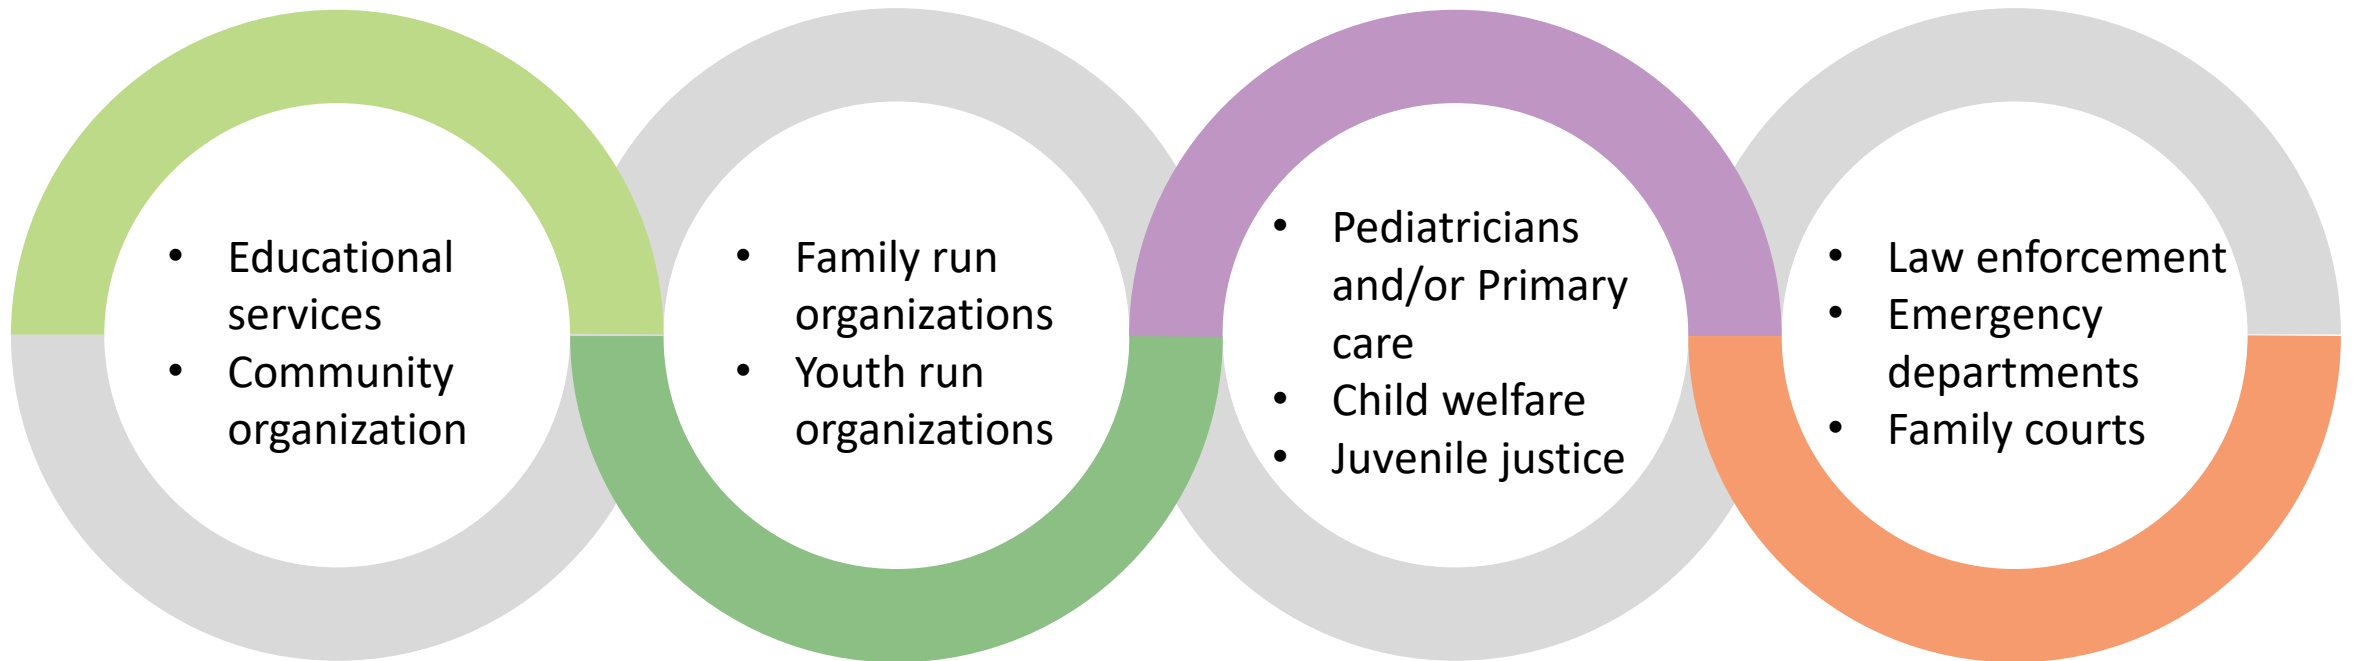 • Educational
services
• Community
organization
• Family run
organizations
• Youth run
organizations
• Pediatricians
and/or Primary
care
• Child welfare
• Juvenile justice
• Law enforcement
• Emergency
departments
• Family courts